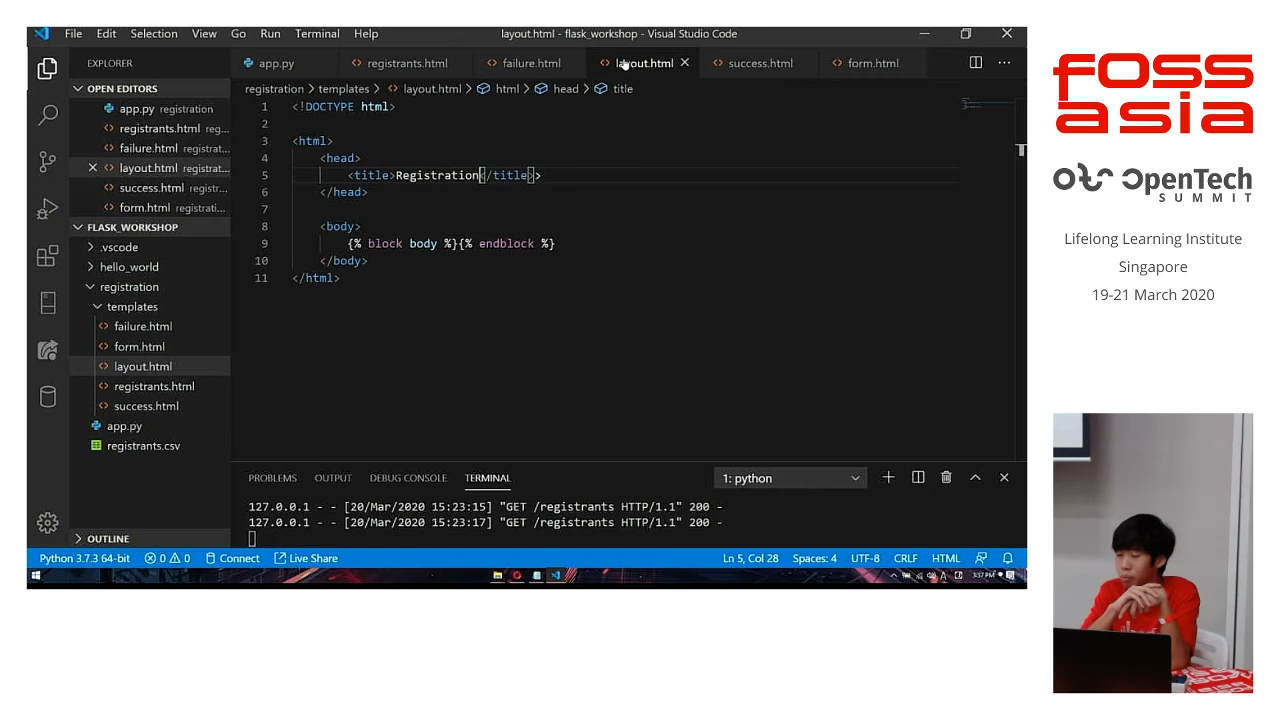 File Edit Selection View Go Run Terminal Help
layout.html - flask_workshop - Visual Studio Code
EXPLORER
OPEN EDITORS
app.py registration
registrants.html reg...
failure.html registrat...
layout.html registrat...
success.html registr...
form.html registrati...
FLASK_WORKSHOP
.vscode
hello_world
registration
templates
failure.html
form.html
layout.html
registrants.html
success.html
app.py
registrants.csv
OUTLINE
app.py registrants.html failure.html layout.html success.html form.html
registration > templates > layout.html > html > head > title
1 <!DOCTYPE html>
2
3 <html>
4 <head>
5 <title>Registration</title>>
6 </head>
7
8 <body>
9 {% block body %}{% endblock %}
10 </body>
11 </html>
PROBLEMS OUTPUT DEBUG CONSOLE TERMINAL
1: python
127.0.0.1 - - [20/Mar/2020 15:23:15] "GET /registrants HTTP/1.1" 200 -
127.0.0.1 - - [20/Mar/2020 15:23:17] "GET /registrants HTTP/1.1" 200 -
Python 3.7.3 64-bit 0 0 Connect Live Share
Ln 5, Col 28 Spaces: 4 UTF-8 CRLF HTML
3:37 PM
FOSS
asia
OpenTech
SUMMIT
Lifelong Learning Institute
Singapore
19-21 March 2020